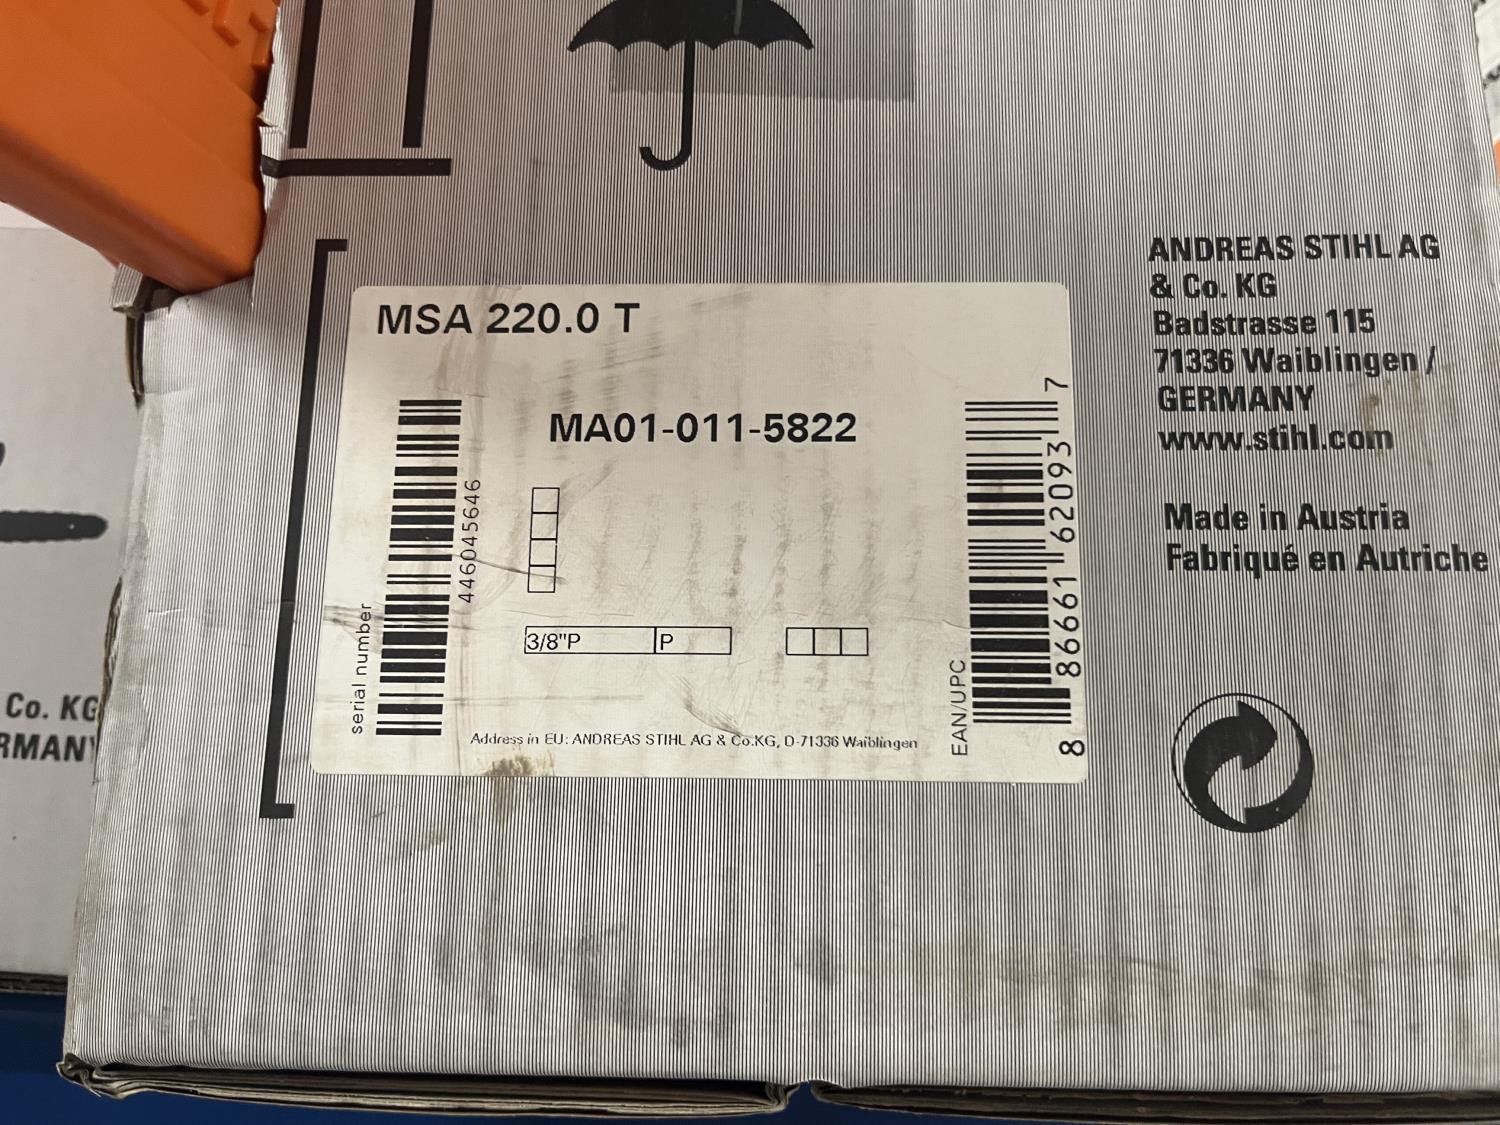 MSA 220.0 T
MA01-011-5822
serial number
446045646
3/8"P
P
EAN/UPC
8 86661 62093 7
Address in EU: ANDREAS STIHL AG & Co.KG, D-71336 Waiblingen
ANDREAS STIHL AG
& Co. KG
Badstrasse 115
71336 Waiblingen /
GERMANY
www.stihl.com
Made in Austria
Fabriqué en Autriche
Co. KG
RMANY